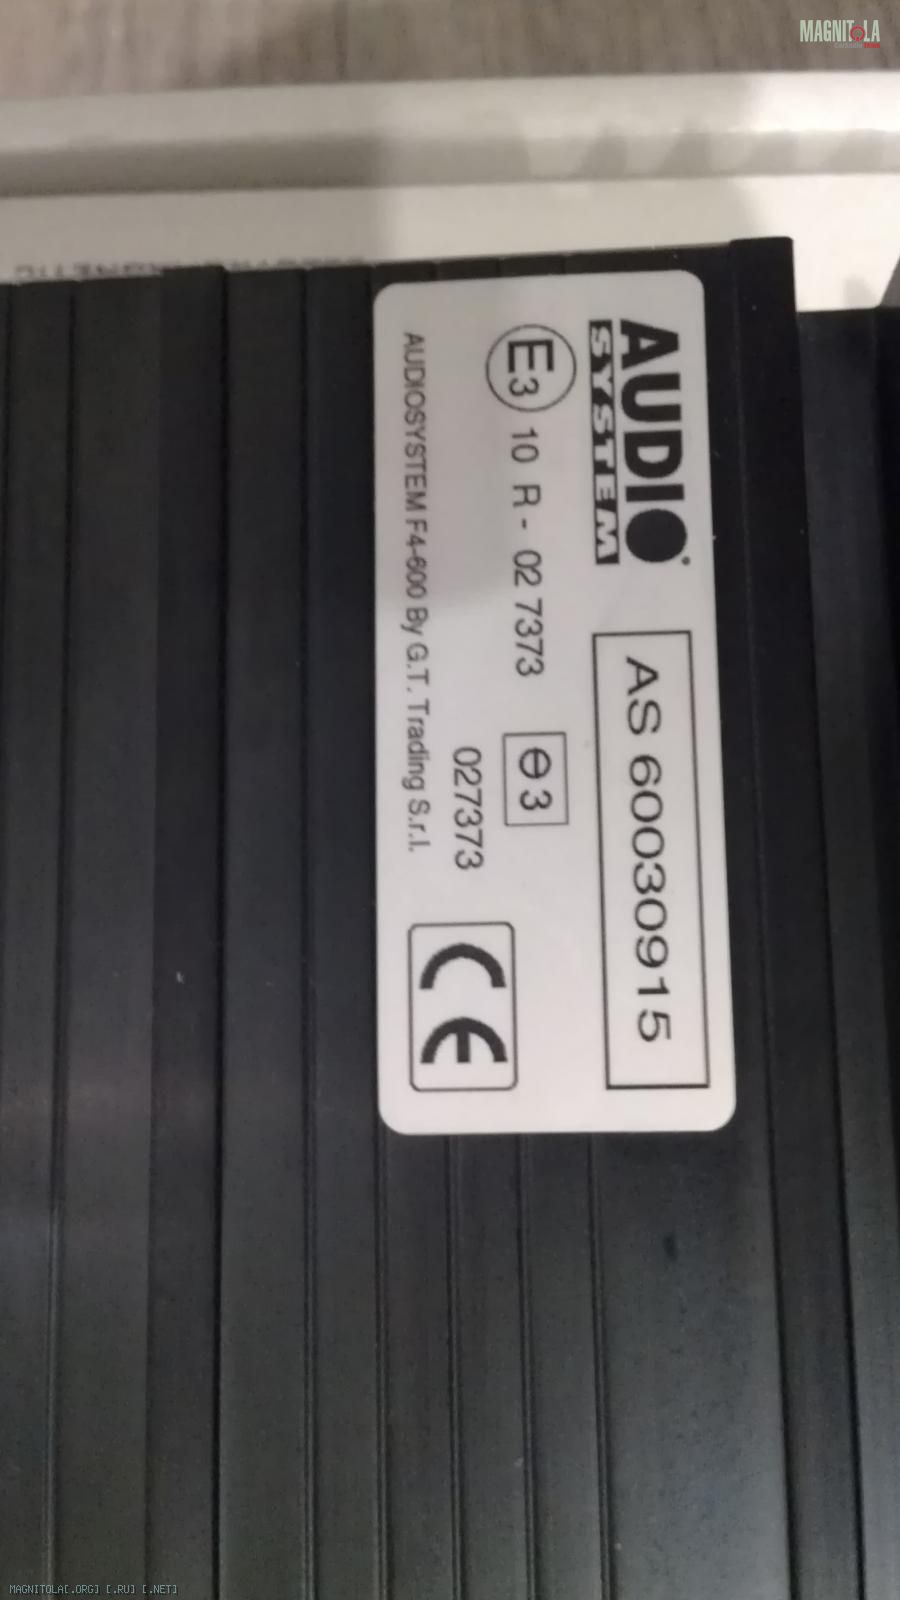 MAGNITOLA
AUDIO
SYSTEM
AS 60030915
E3 10 R - 02 7373
e3
027373
AUDIOSYSTEM F4-600 By G.T. Trading S.r.l.
CE
MAGNITOLA[.ORG] [.RU] [.NET]